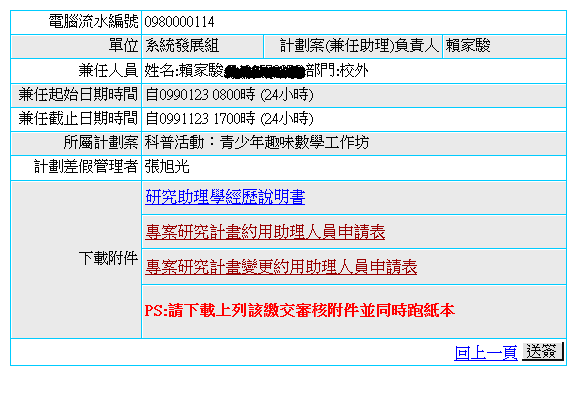 電腦流水編號 0980000114
單位 系統發展組 計劃案(兼任助理)負責人 賴家駿
兼任人員 姓名:賴家駿 部門:校外
兼任起始日期時間 自0990123 0800時 (24小時)
兼任截止日期時間 自0991123 1700時 (24小時)
所屬計劃案 科普活動：青少年趣味數學工作坊
計劃差假管理者 張旭光
下載附件
研究助理學經歷說明書
專案研究計畫約用助理人員申請表
專案研究計畫變更約用助理人員申請表
PS:請下載上列該繳交審核附件並同時跑紙本
回上一頁 送簽